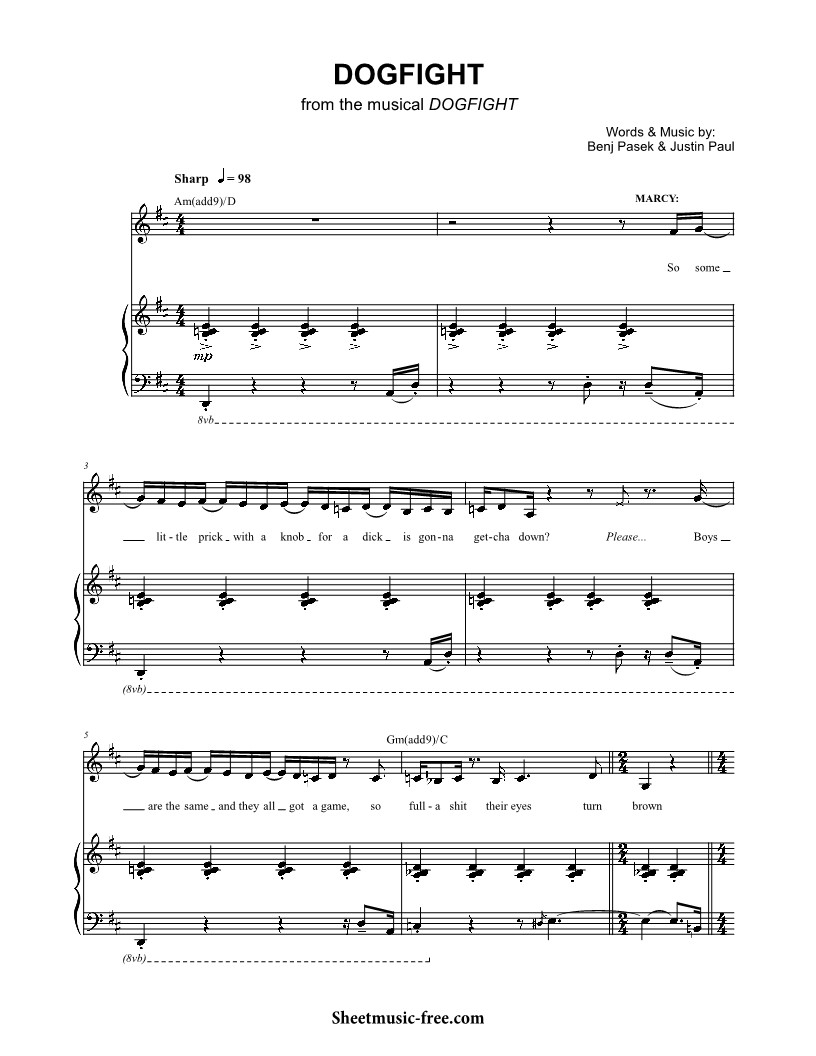 DOGFIGHT
from the musical DOGFIGHT
Words & Music by:
Benj Pasek & Justin Paul
Sharp ♩ = 98
Am(add9)/D
MARCY:
So some _
mp
8vb
3
___ lit - tle prick _ with a knob _ for a dick _ is gon-na get-cha down? Please... Boys _
(8vb)
5
Gm(add9)/C
___ are the same _ and they all _ got a game, so full - a shit their eyes turn brown
(8vb)
Sheetmusic-free.com